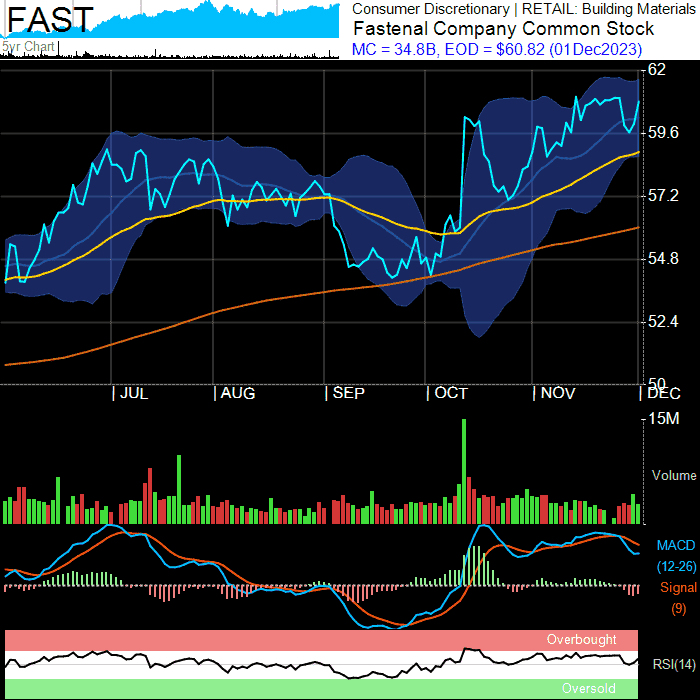 FAST
5yr Chart
Consumer Discretionary | RETAIL: Building Materials
Fastenal Company Common Stock
MC = 34.8B, EOD = $60.82 (01Dec2023)
62
59.6
57.2
54.8
52.4
50
| JUL | AUG | SEP | OCT | NOV | DEC
15M
Volume
MACD
(12-26)
Signal
(9)
Overbought
RSI(14)
Oversold